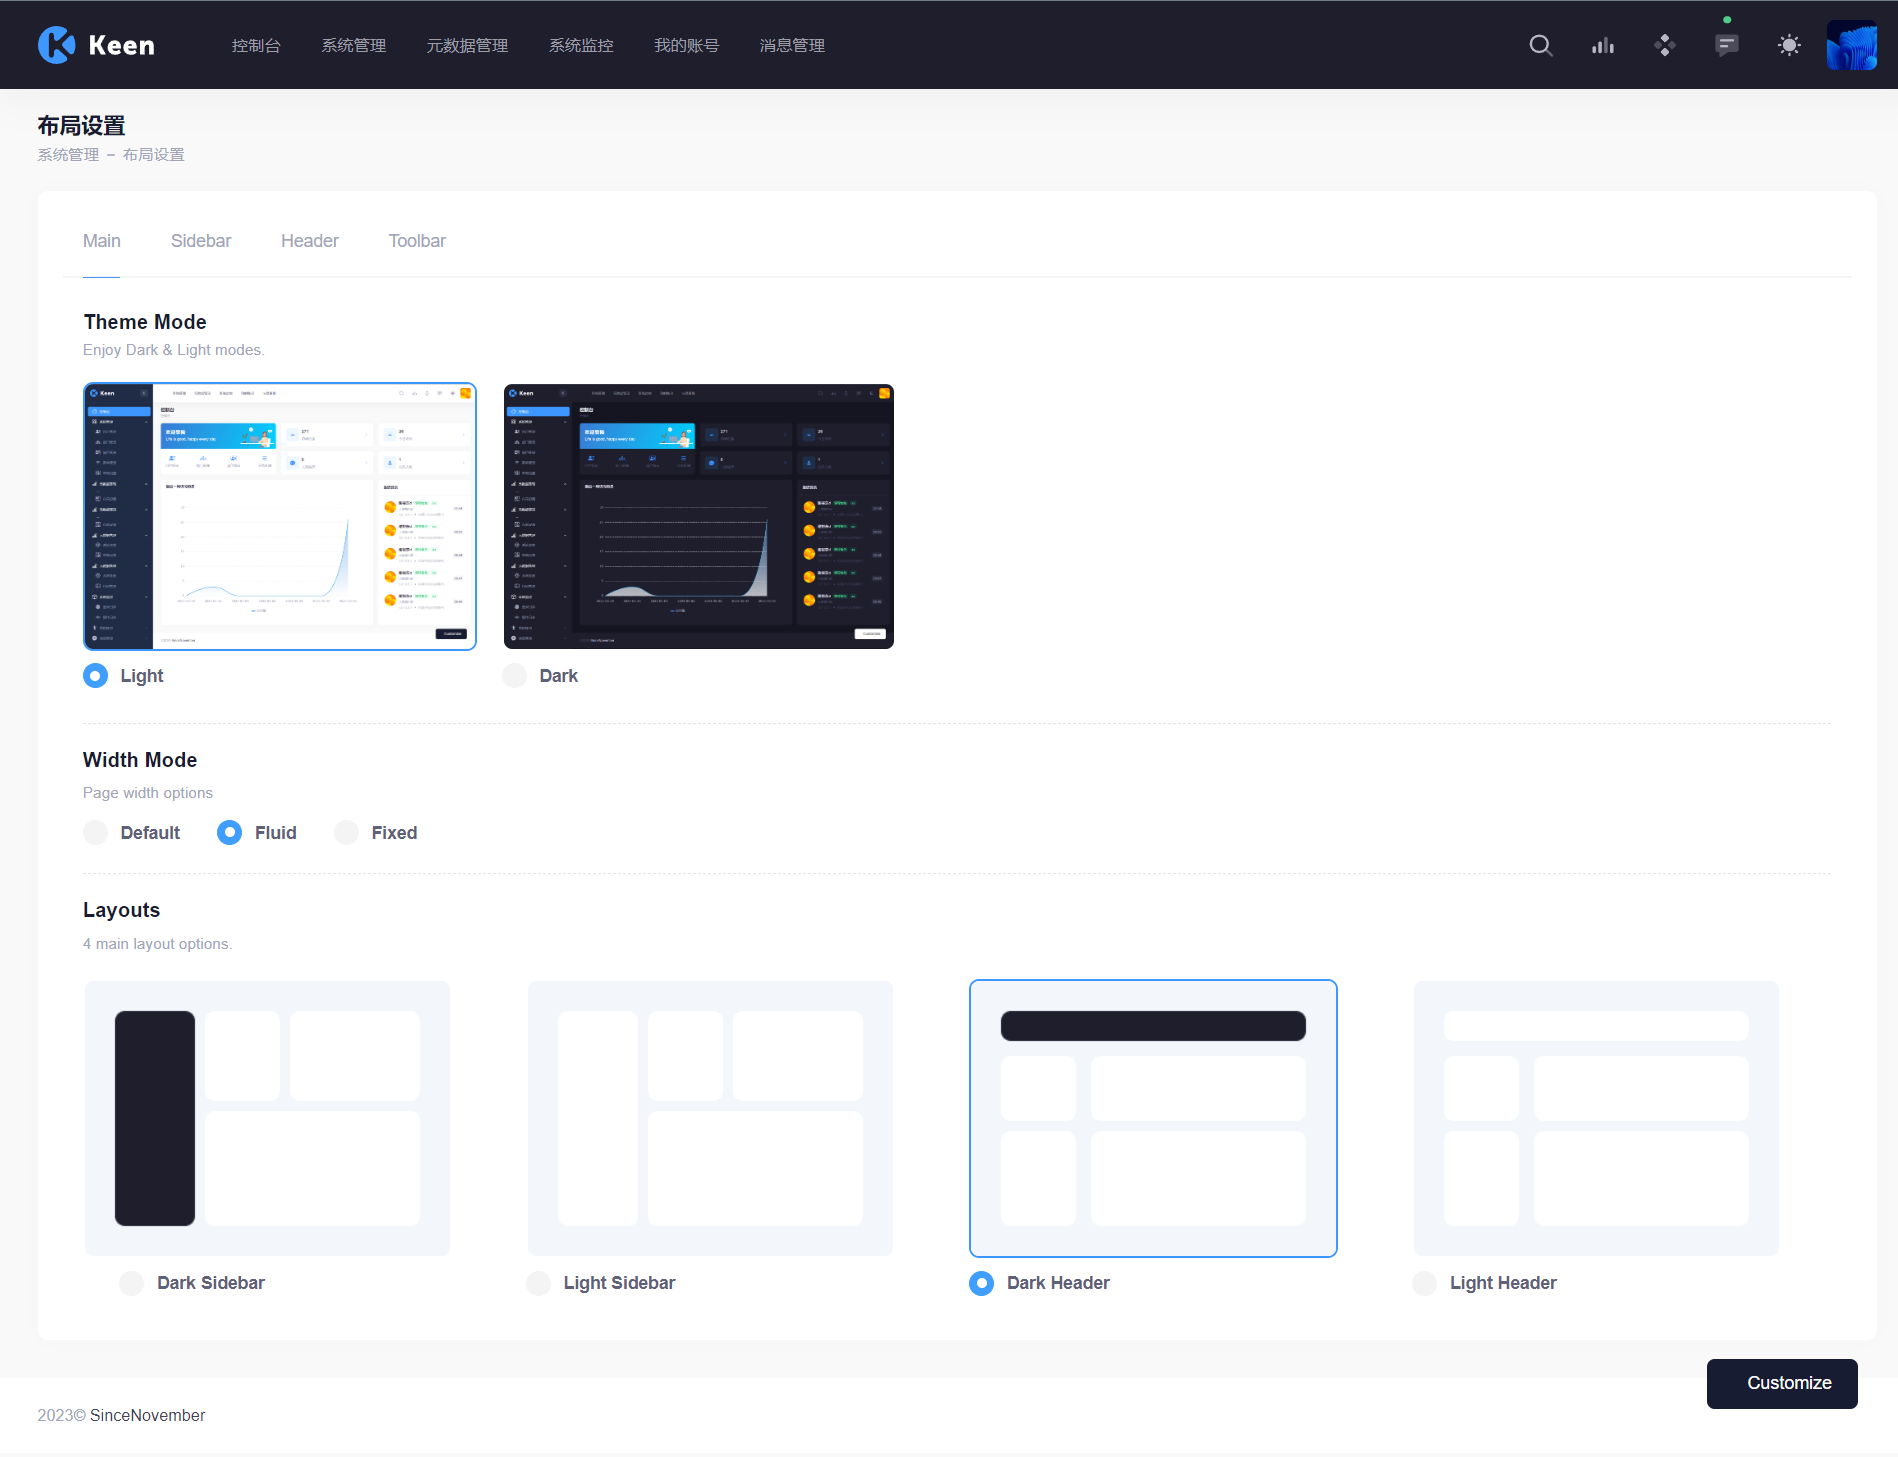 Keen
控制台 系统管理 元数据管理 系统监控 我的账号 消息管理
布局设置
系统管理 – 布局设置
Main Sidebar Header Toolbar
Theme Mode
Enjoy Dark & Light modes.
Keen
Keen
Light Dark
Width Mode
Page width options
Default Fluid Fixed
Layouts
4 main layout options.
Dark Sidebar Light Sidebar Dark Header Light Header
Customize
2023© SinceNovember